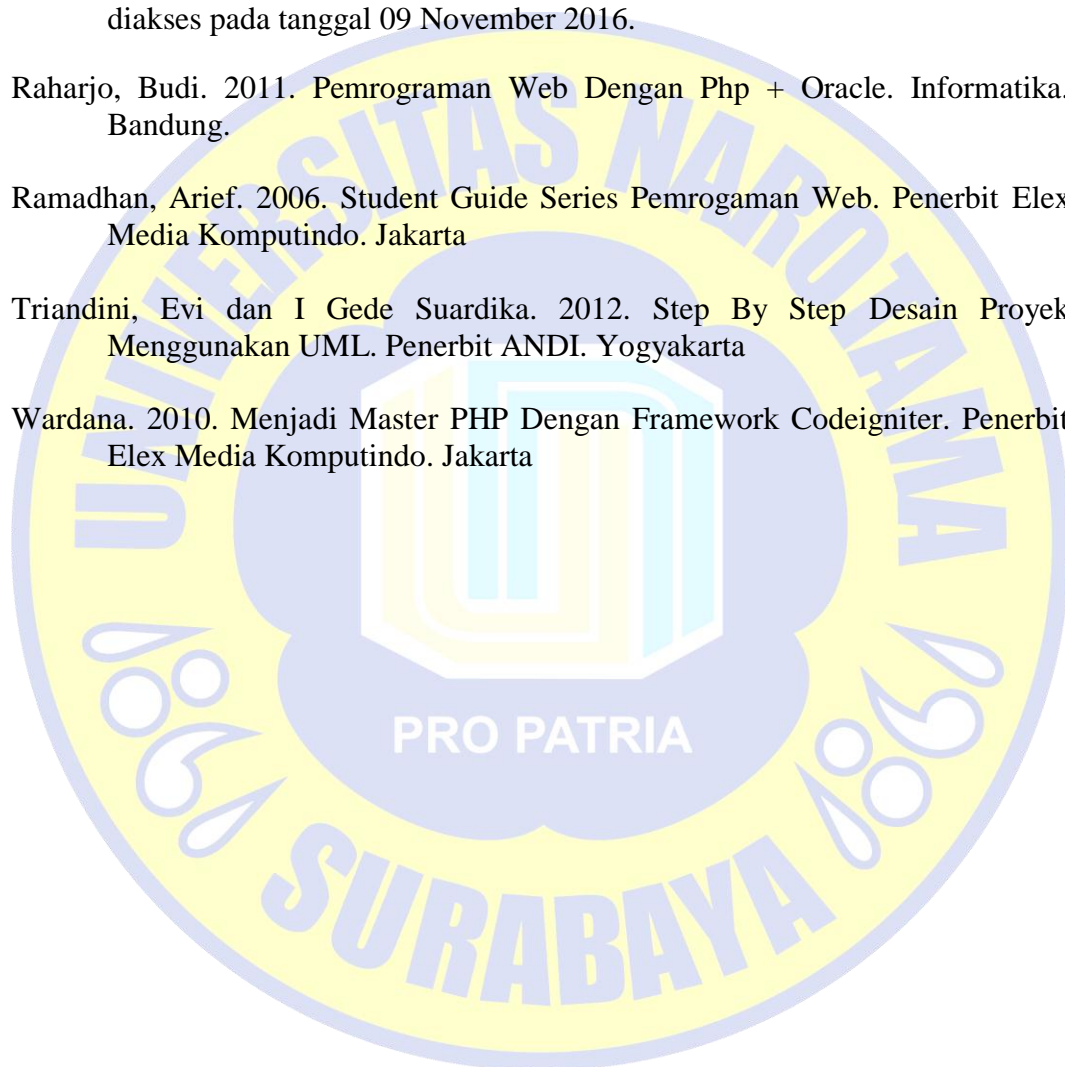 diakses pada tanggal 09 November 2016.
Raharjo, Budi. 2011. Pemrograman Web Dengan Php + Oracle. Informatika.
Bandung.
Ramadhan, Arief. 2006. Student Guide Series Pemrogaman Web. Penerbit Elex
Media Komputindo. Jakarta
Triandini, Evi dan I Gede Suardika. 2012. Step By Step Desain Proyek
Menggunakan UML. Penerbit ANDI. Yogyakarta
Wardana. 2010. Menjadi Master PHP Dengan Framework Codeigniter. Penerbit
Elex Media Komputindo. Jakarta
UNIVERSITAS NAROTAMA
PRO PATRIA
SURABAYA